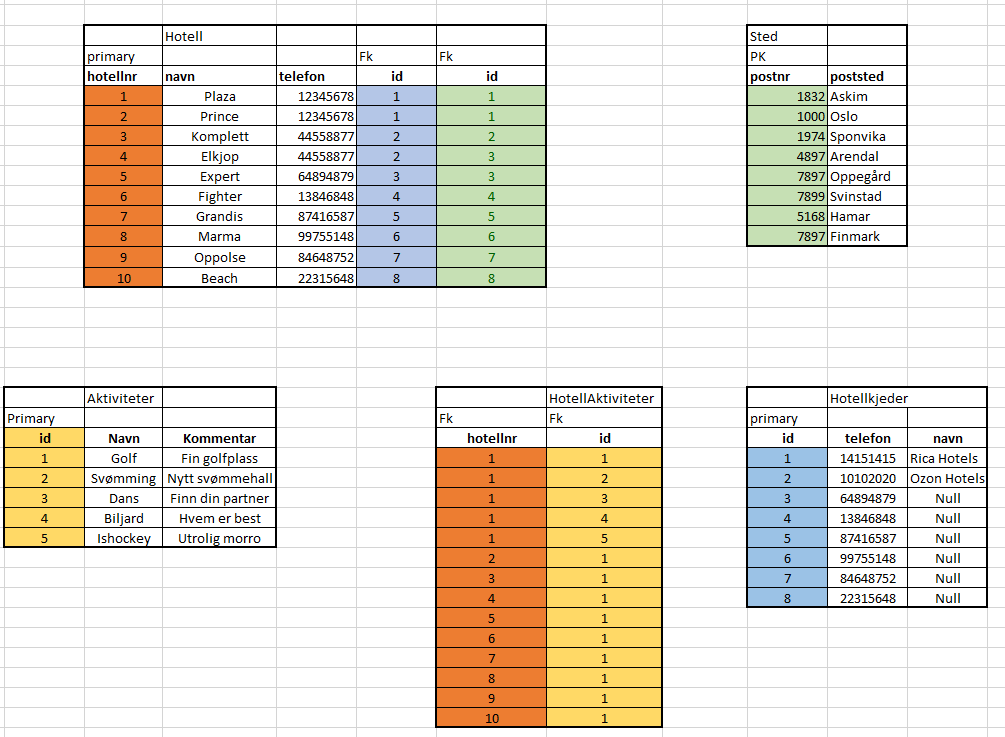 Hotell
primary Fk Fk
hotellnr navn telefon id id
1 Plaza 12345678 1 1
2 Prince 12345678 1 1
3 Komplett 44558877 2 2
4 Elkjop 44558877 2 3
5 Expert 64894879 3 3
6 Fighter 13846848 4 4
7 Grandis 87416587 5 5
8 Marma 99755148 6 6
9 Oppolse 84648752 7 7
10 Beach 22315648 8 8
Sted
PK
postnr poststed
1832 Askim
1000 Oslo
1974 Sponvika
4897 Arendal
7897 Oppegård
7899 Svinstad
5168 Hamar
7897 Finmark
Aktiviteter
Primary
id Navn Kommentar
1 Golf Fin golfplass
2 Svømming Nytt svømmehall
3 Dans Finn din partner
4 Biljard Hvem er best
5 Ishockey Utrolig morro
HotellAktiviteter
Fk Fk
hotellnr id
1 1
1 2
1 3
1 4
1 5
2 1
3 1
4 1
5 1
6 1
7 1
8 1
9 1
10 1
Hotellkjeder
primary
id telefon navn
1 14151415 Rica Hotels
2 10102020 Ozon Hotels
3 64894879 Null
4 13846848 Null
5 87416587 Null
6 99755148 Null
7 84648752 Null
8 22315648 Null